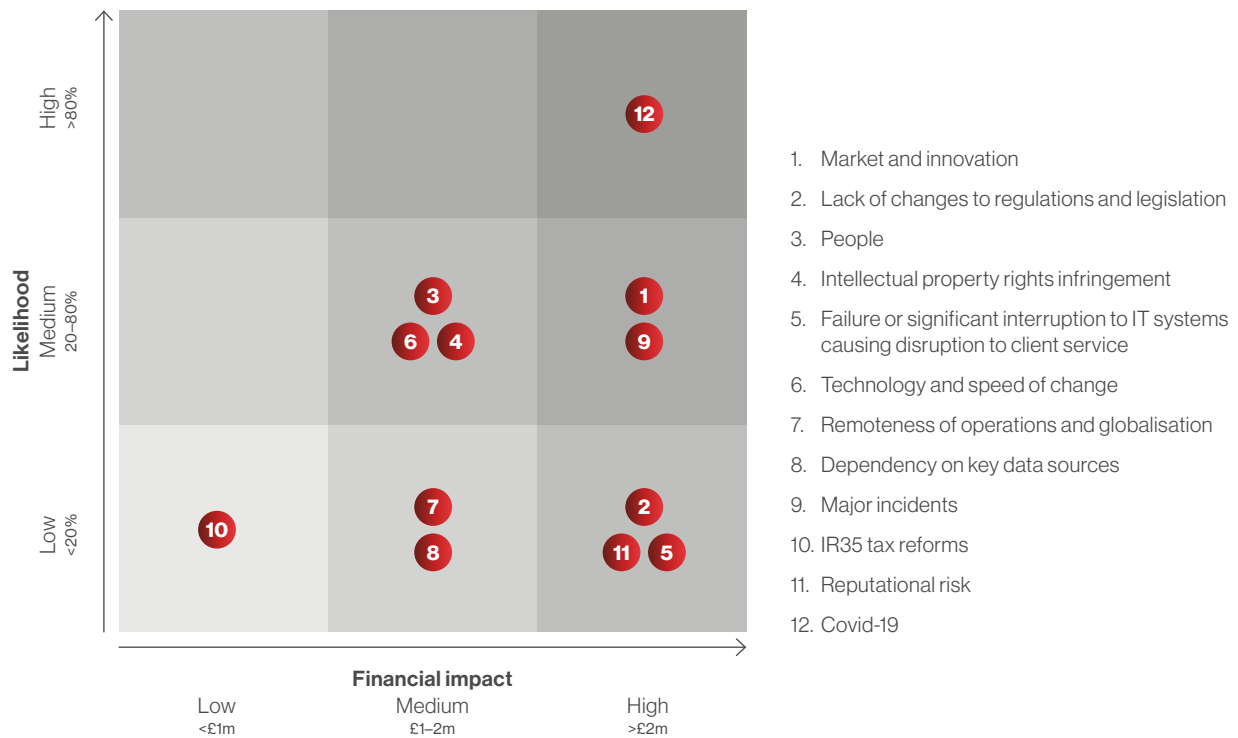 High
>80%
12
Likelihood
Medium
20–80%
3
6
4
1
9
Low
<20%
10
7
8
2
11
5
Financial impact
Low
<£1m
Medium
£1–2m
High
>£2m
1. Market and innovation
2. Lack of changes to regulations and legislation
3. People
4. Intellectual property rights infringement
5. Failure or significant interruption to IT systems
causing disruption to client service
6. Technology and speed of change
7. Remoteness of operations and globalisation
8. Dependency on key data sources
9. Major incidents
10. IR35 tax reforms
11. Reputational risk
12. Covid-19